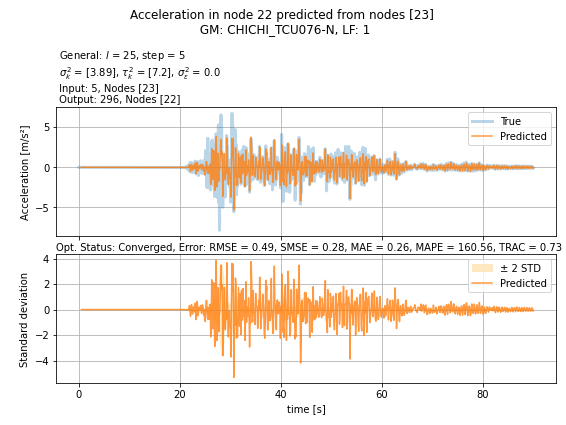 Acceleration in node 22 predicted from nodes [23]
GM: CHICHI_TCU076-N, LF: 1
General: l = 25, step = 5
σ²ₖ = [3.89], τ²ₖ = [7.2], σ²ε = 0.0
Input: 5, Nodes [23]
Output: 296, Nodes [22]
True
Predicted
5
0
−5
Acceleration [m/s²]
Opt. Status: Converged, Error: RMSE = 0.49, SMSE = 0.28, MAE = 0.26, MAPE = 160.56, TRAC = 0.73
± 2 STD
Predicted
4
2
0
−2
−4
Standard deviation
0 20 40 60 80
time [s]